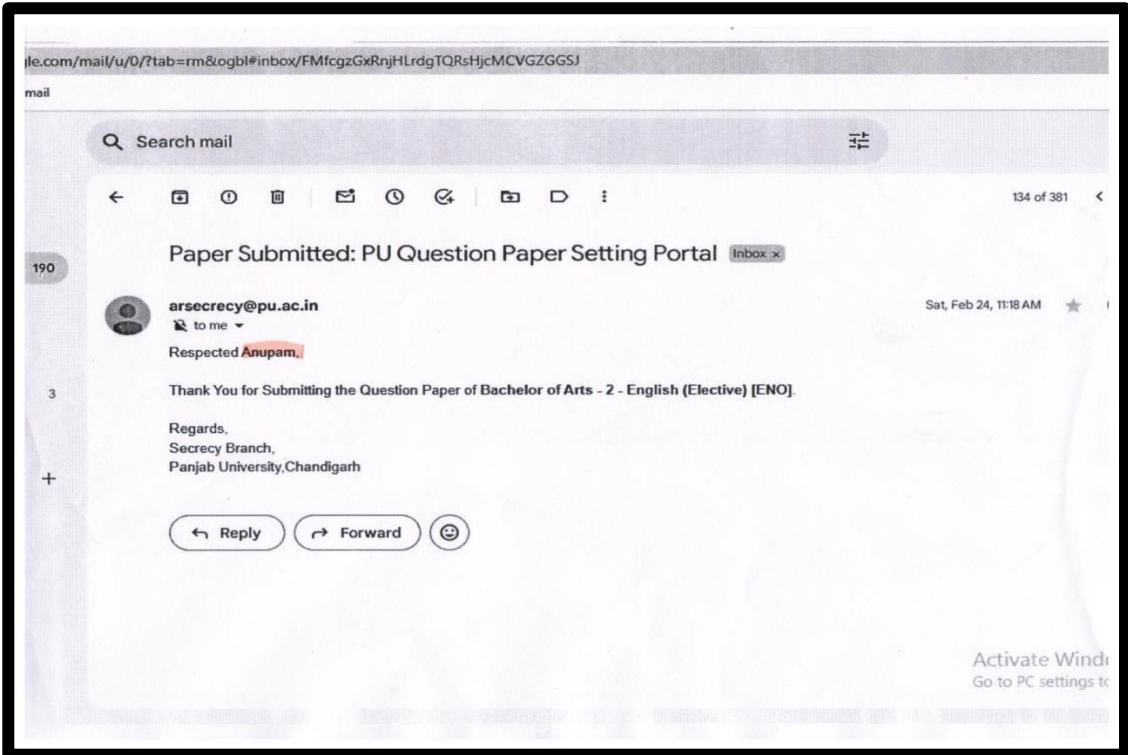 le.com/mail/u/0/?tab=rm&ogbl#inbox/FMfcgzGxRnjHLrdgTQRsHjcMCVGZGGSJ
mail
Search mail
134 of 381
Paper Submitted: PU Question Paper Setting Portal Inbox x
190
arsecrecy@pu.ac.in Sat, Feb 24, 11:18 AM
to me
Respected Anupam,
3
Thank You for Submitting the Question Paper of Bachelor of Arts - 2 - English (Elective) [ENO].
Regards,
Secrecy Branch,
Panjab University,Chandigarh
Reply Forward
Activate Windo
Go to PC settings to